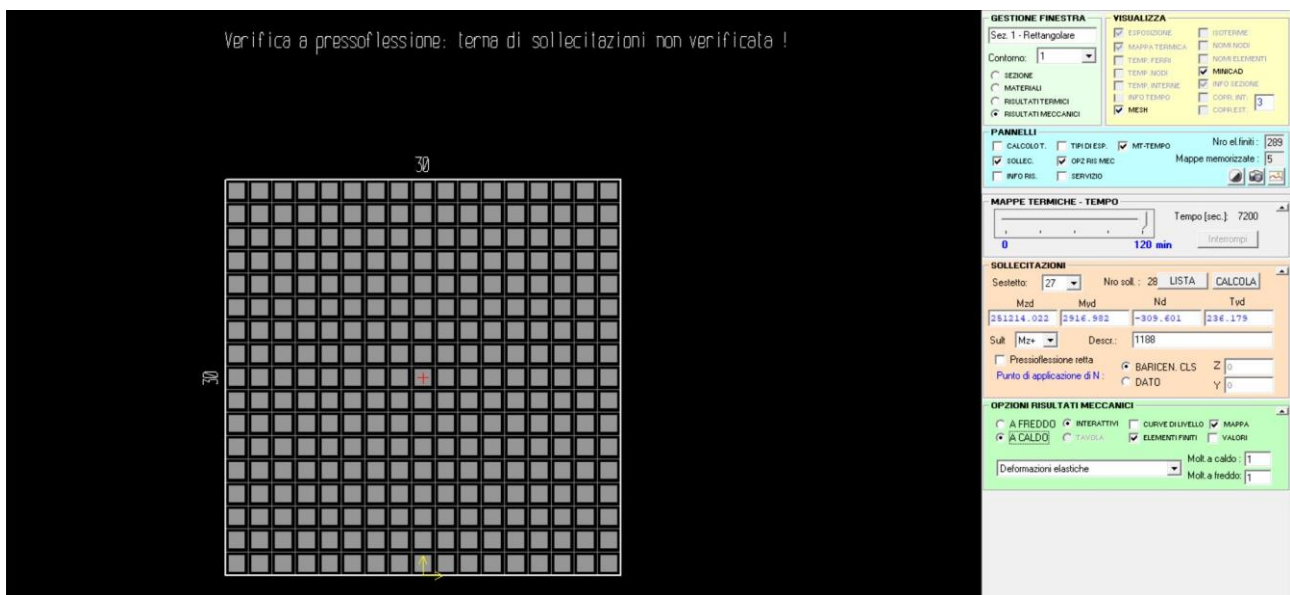 Verifica a pressoflessione: terna di sollecitazioni non verificata !
30
30
GESTIONE FINESTRA
Sez. 1 - Rettangolare
Contorno: 1
SEZIONE
MATERIALI
RISULTATI TERMICI
RISULTATI MECCANICI
VISUALIZZA
ESPOSIZIONE
ISOTERME
MAPPA TERMICA
NOMI NODI
TEMP. FERRI
NOMI ELEMENTI
TEMP. NODI
MINICAD
TEMP. INTERNE
INFO SEZIONE
INFO TEMPO
COPR. INT. 3
MESH
COPR.EST.
PANNELLI
CALCOLO T.
TIPI DI ESP.
MT-TEMPO
Nro el.finiti : 289
SOLLEC.
OPZ RIS MEC
Mappe memorizzate : 5
INFO RIS.
SERVIZIO
MAPPE TERMICHE - TEMPO
Tempo [sec.]: 7200
0
120 min
Interrompi
SOLLECITAZIONI
Sestetto: 27
Nro soll. : 28
LISTA
CALCOLA
Mzd Myd Nd Tyd
251214.022 2916.982 -309.601 236.179
Sult Mz+
Descr.: 1188
Pressioflessione retta
Punto di applicazione di N :
BARICEN. CLS
DATO
Z 0
Y 0
OPZIONI RISULTATI MECCANICI
A FREDDO
INTERATTIVI
CURVE DI LIVELLO
MAPPA
A CALDO
TAVOLA
ELEMENTI FINITI
VALORI
Deformazioni elastiche
Molt.a caldo : 1
Molt.a freddo: 1